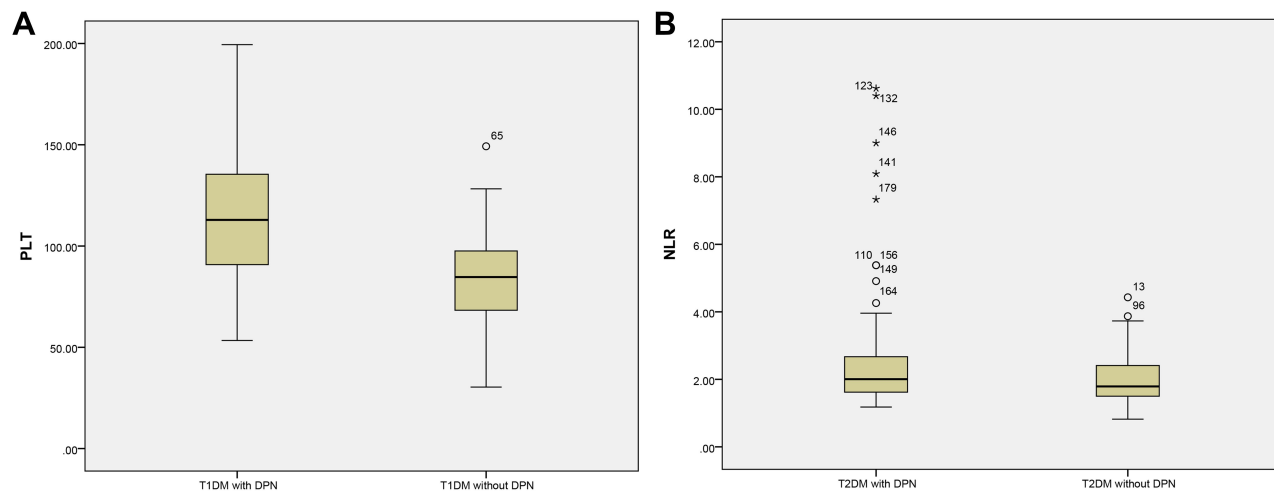 A
PLT
200.00
150.00
100.00
50.00
.00
65
T1DM with DPN
T1DM without DPN
B
NLR
12.00
10.00
8.00
6.00
4.00
2.00
.00
123
132
146
141
179
110 156
149
164
13
96
T2DM with DPN
T2DM without DPN